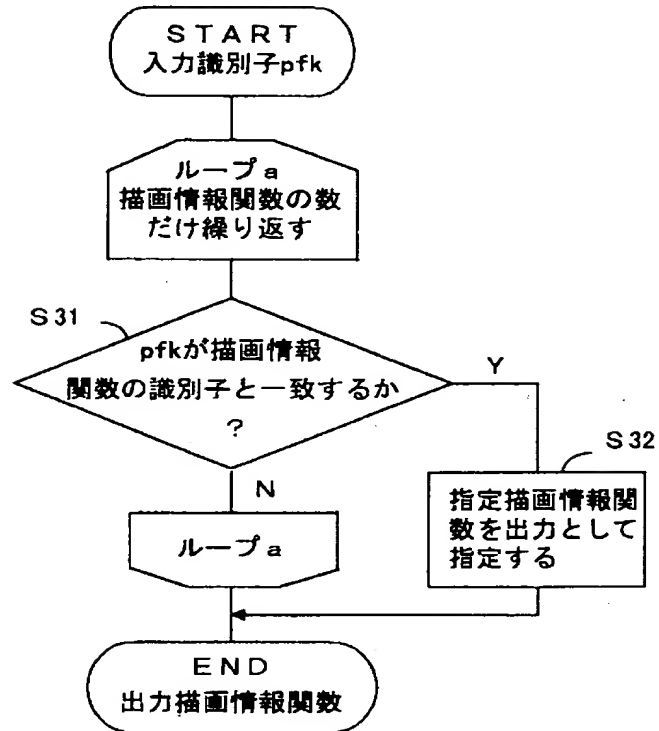 START
入力識別子pfk
ループa
描画情報関数の数
だけ繰り返す
S31
pfkが描画情報
関数の識別子と一致するか
?
Y
S32
指定描画情報関
数を出力として
指定する
N
ループa
END
出力描画情報関数